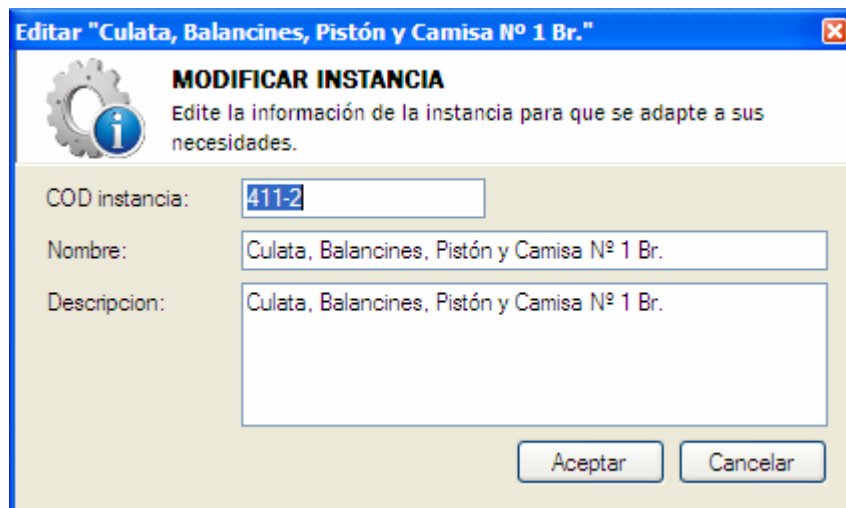 Editar "Culata, Balancines, Pistón y Camisa Nº 1 Br."
MODIFICAR INSTANCIA
Edite la información de la instancia para que se adapte a sus
necesidades.
COD instancia: 411-2
Nombre: Culata, Balancines, Pistón y Camisa Nº 1 Br.
Descripcion: Culata, Balancines, Pistón y Camisa Nº 1 Br.
Aceptar Cancelar